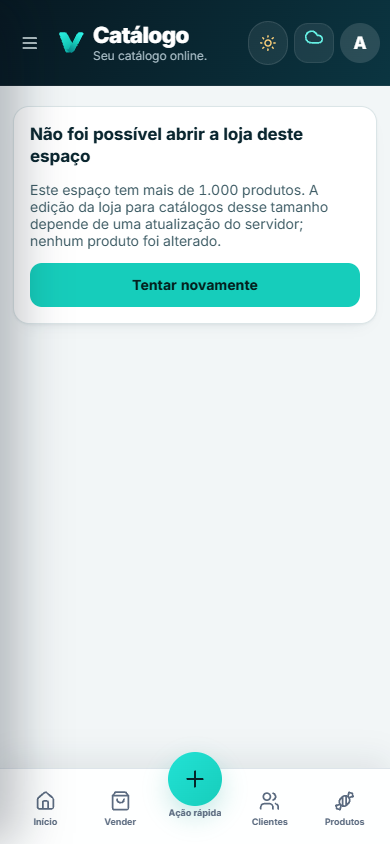 Catálogo
Seu catálogo online.
A
Não foi possível abrir a loja deste
espaço
Este espaço tem mais de 1.000 produtos. A
edição da loja para catálogos desse tamanho
depende de uma atualização do servidor;
nenhum produto foi alterado.
Tentar novamente
Início
Vender
Ação rápida
Clientes
Produtos